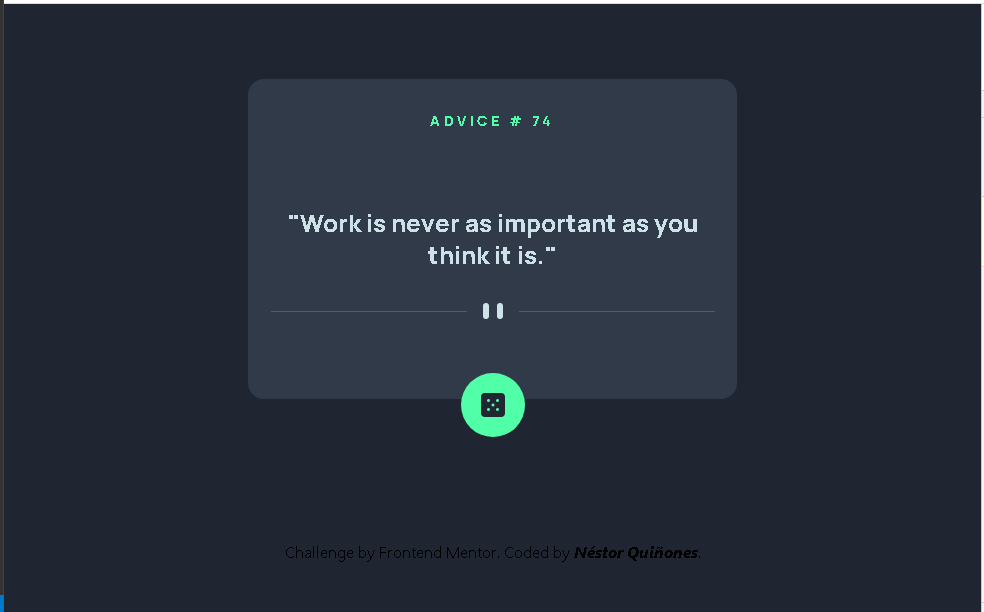 ADVICE # 74
"Work is never as important as you
think it is."
Challenge by Frontend Mentor. Coded by Néstor Quiñones.